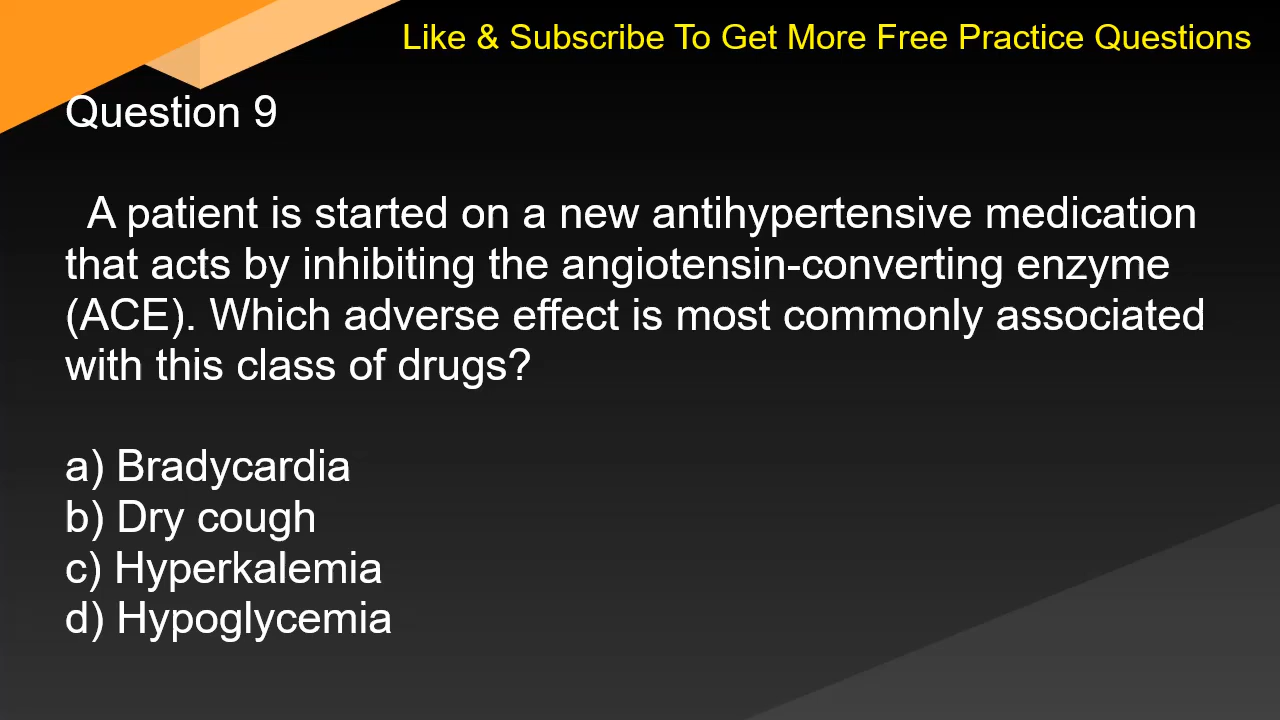 Like & Subscribe To Get More Free Practice Questions
Question 9
A patient is started on a new antihypertensive medication
that acts by inhibiting the angiotensin-converting enzyme
(ACE). Which adverse effect is most commonly associated
with this class of drugs?
a) Bradycardia
b) Dry cough
c) Hyperkalemia
d) Hypoglycemia